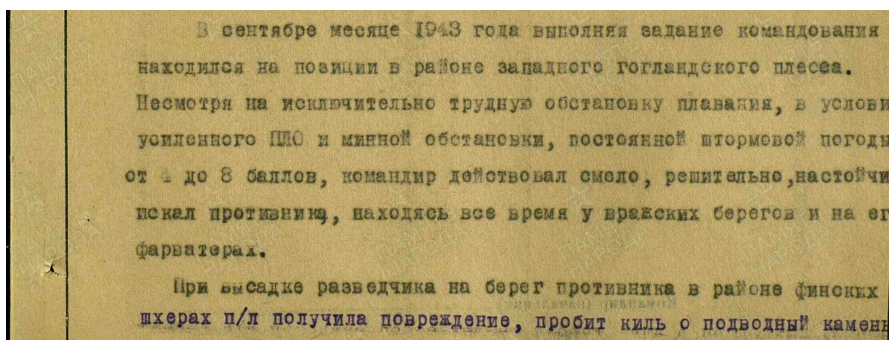 В сентябре месяце 1943 года выполняя задание командования
находился на позиции в районе западного гогландского плесеа.
Несмотря на исключительно трудную обстановку плавания, в услови
усиленного ПЛО и минной обстановки, постоянной штормовой погоды
от 4 до 8 баллов, командир действовал смело, решительно,настойчи
искал противника, находясь все время у вражских берегов и на ег
фарватерах.
При высадке разведчика на берег противника в районе финских
шхерах п/л получила повреждение, пробит киль о подводный камень